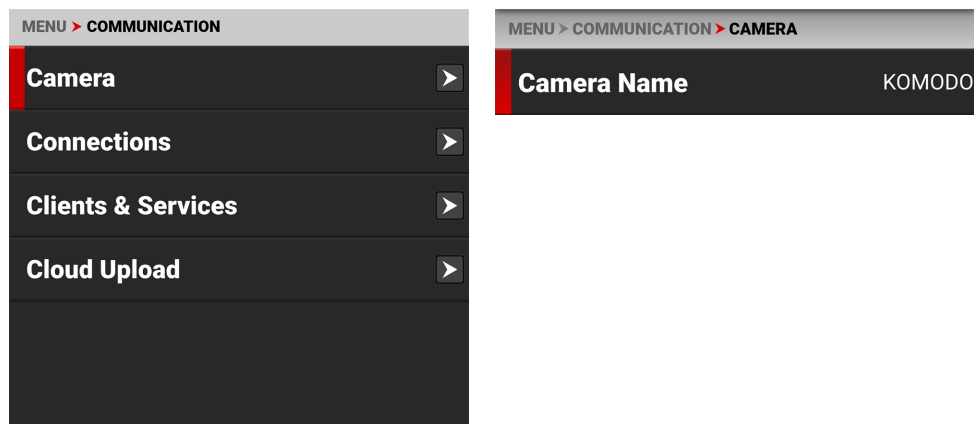 MENU > COMMUNICATION
Camera
Connections
Clients & Services
Cloud Upload
MENU > COMMUNICATION > CAMERA
Camera Name KOMODO